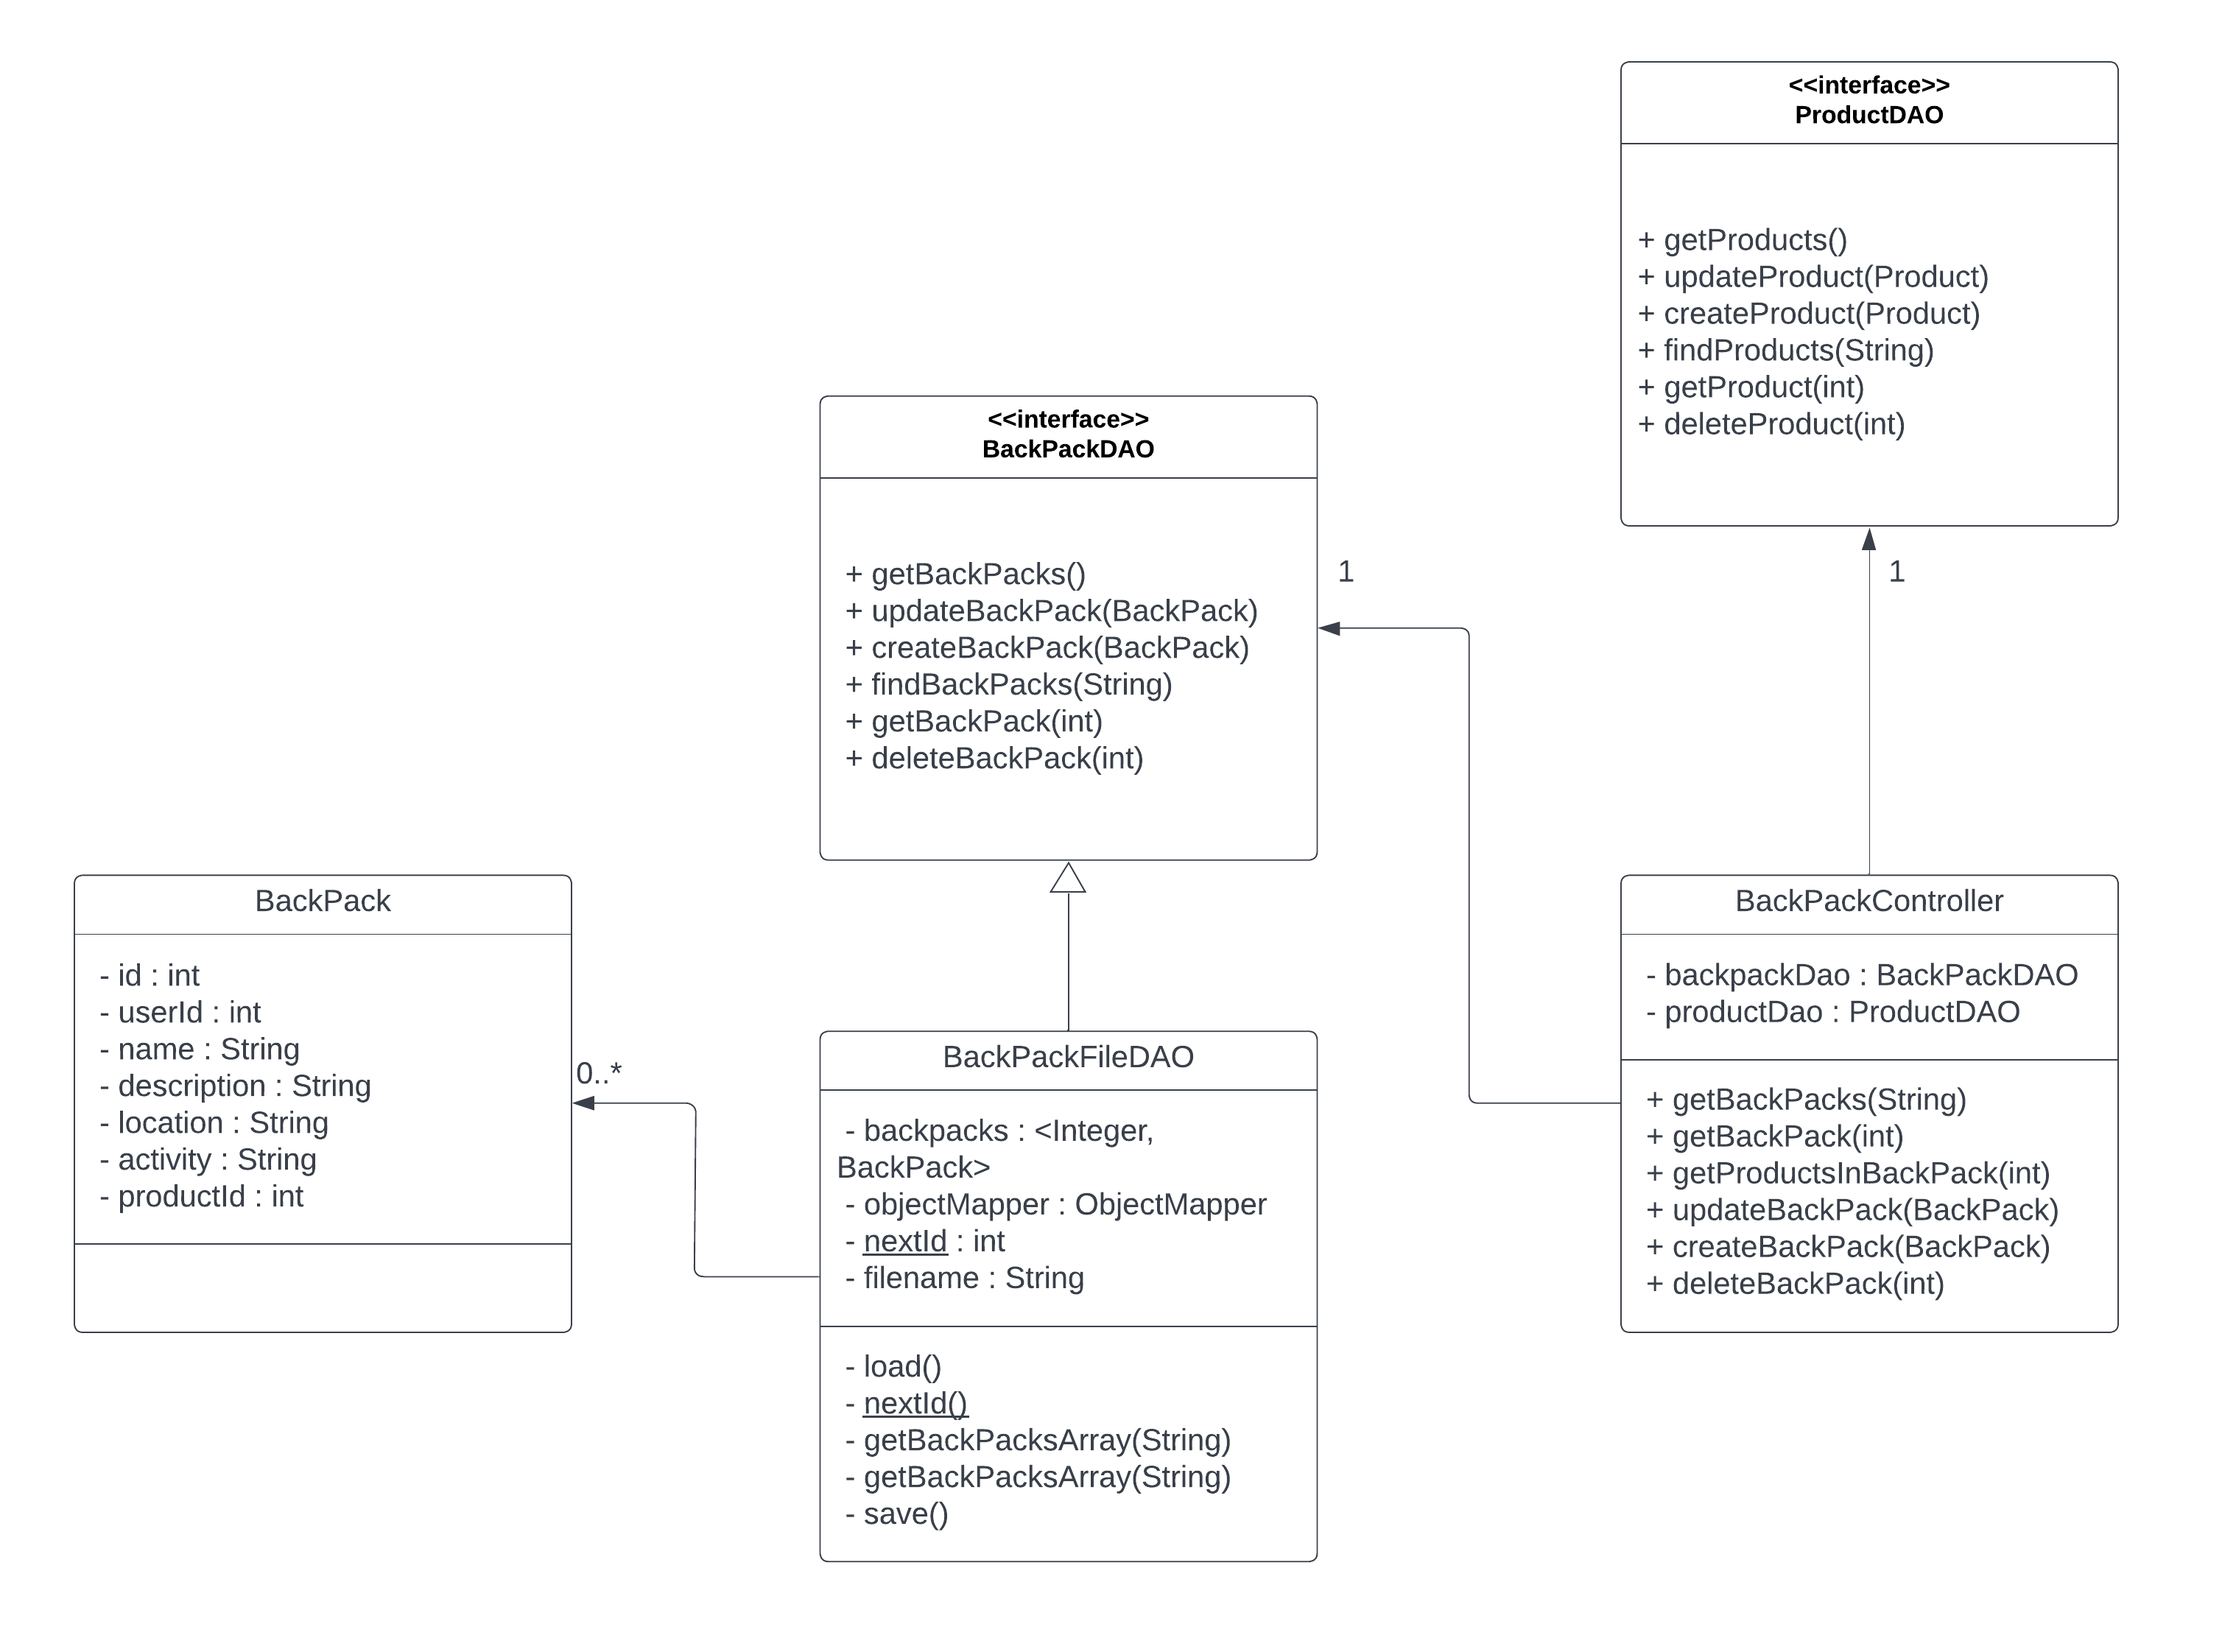 <<interface>>
ProductDAO
+ getProducts()
+ updateProduct(Product)
+ createProduct(Product)
+ findProducts(String)
+ getProduct(int)
+ deleteProduct(int)
1
<<interface>>
BackPackDAO
+ getBackPacks()
+ updateBackPack(BackPack)
+ createBackPack(BackPack)
+ findBackPacks(String)
+ getBackPack(int)
+ deleteBackPack(int)
1
BackPack
- id : int
- userId : int
- name : String
- description : String
- location : String
- activity : String
- productId : int
0..*
BackPackFileDAO
- backpacks : <Integer,
BackPack>
- objectMapper : ObjectMapper
- nextId : int
- filename : String
- load()
- nextId()
- getBackPacksArray(String)
- getBackPacksArray(String)
- save()
BackPackController
- backpackDao : BackPackDAO
- productDao : ProductDAO
+ getBackPacks(String)
+ getBackPack(int)
+ getProductsInBackPack(int)
+ updateBackPack(BackPack)
+ createBackPack(BackPack)
+ deleteBackPack(int)